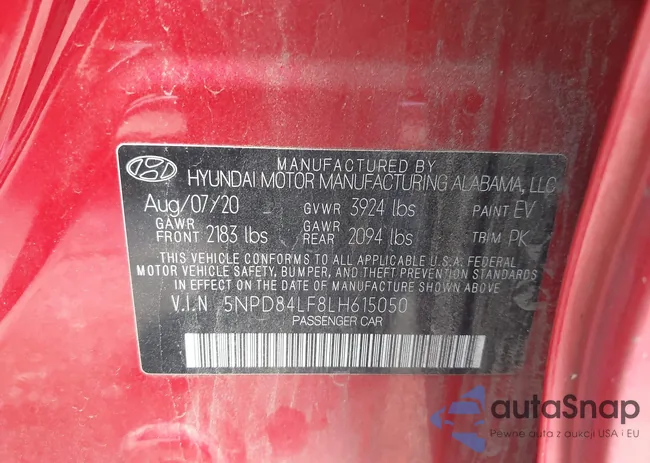 MANUFACTURED BY
HYUNDAI MOTOR MANUFACTURING ALABAMA, LLC
Aug/07/20 GVWR 3924 lbs PAINT EV
GAWR FRONT 2183 lbs GAWR REAR 2094 lbs TRIM PK
THIS VEHICLE CONFORMS TO ALL APPLICABLE U.S.A. FEDERAL
MOTOR VEHICLE SAFETY, BUMPER, AND THEFT PREVENTION STANDARDS
IN EFFECT ON THE DATE OF MANUFACTURE SHOWN ABOVE.
V.I.N 5NPD84LF8LH615050
PASSENGER CAR
autaSnap
Pewne auta z aukcji USA i EU